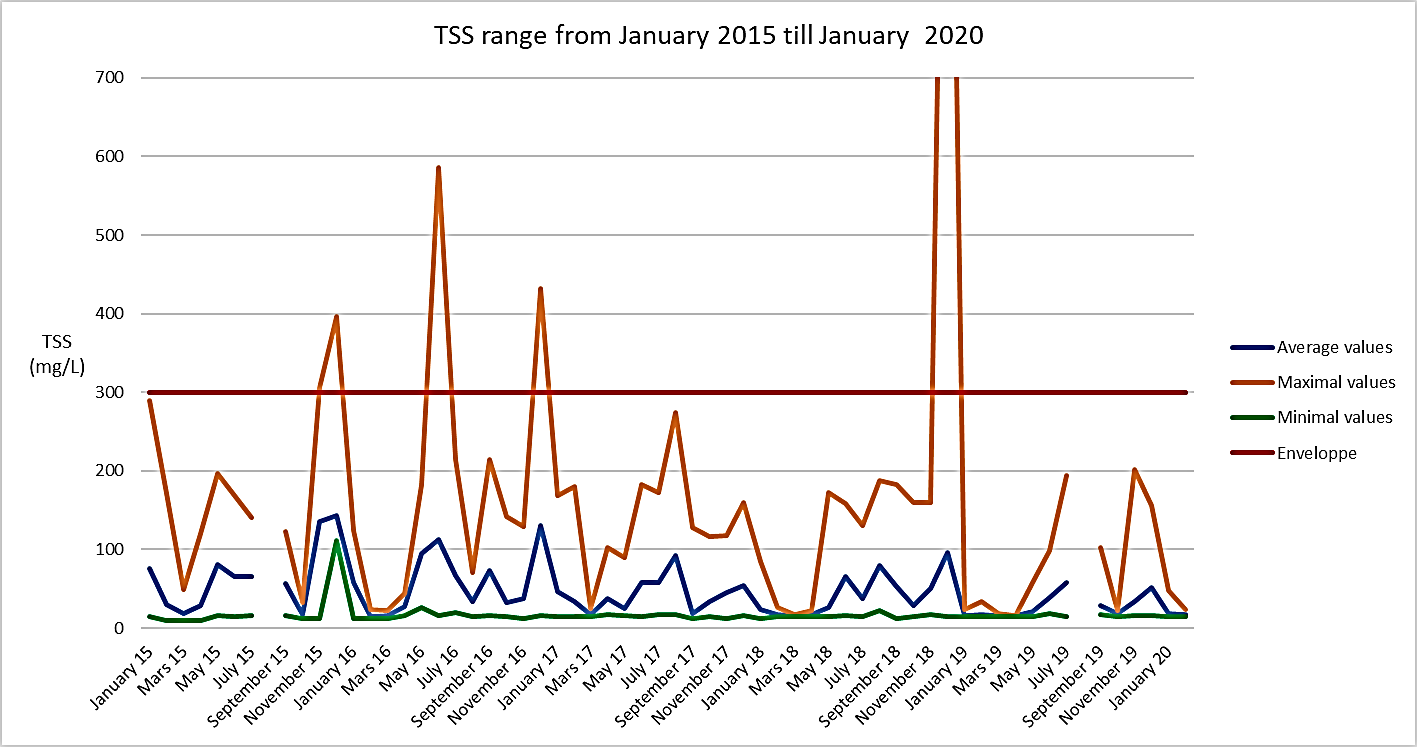 TSS range from January 2015 till January  2020
700
600
500
400
300
200
100
0
TSS
(mg/L)
January 15
Mars 15
May 15
July 15
September 15
November 15
January 16
Mars 16
May 16
July 16
September 16
November 16
January 17
Mars 17
May 17
July 17
September 17
November 17
January 18
Mars 18
May 18
July 18
September 18
November 18
January 19
Mars 19
May 19
July 19
September 19
November 19
January 20
Average values
Maximal values
Minimal values
Enveloppe